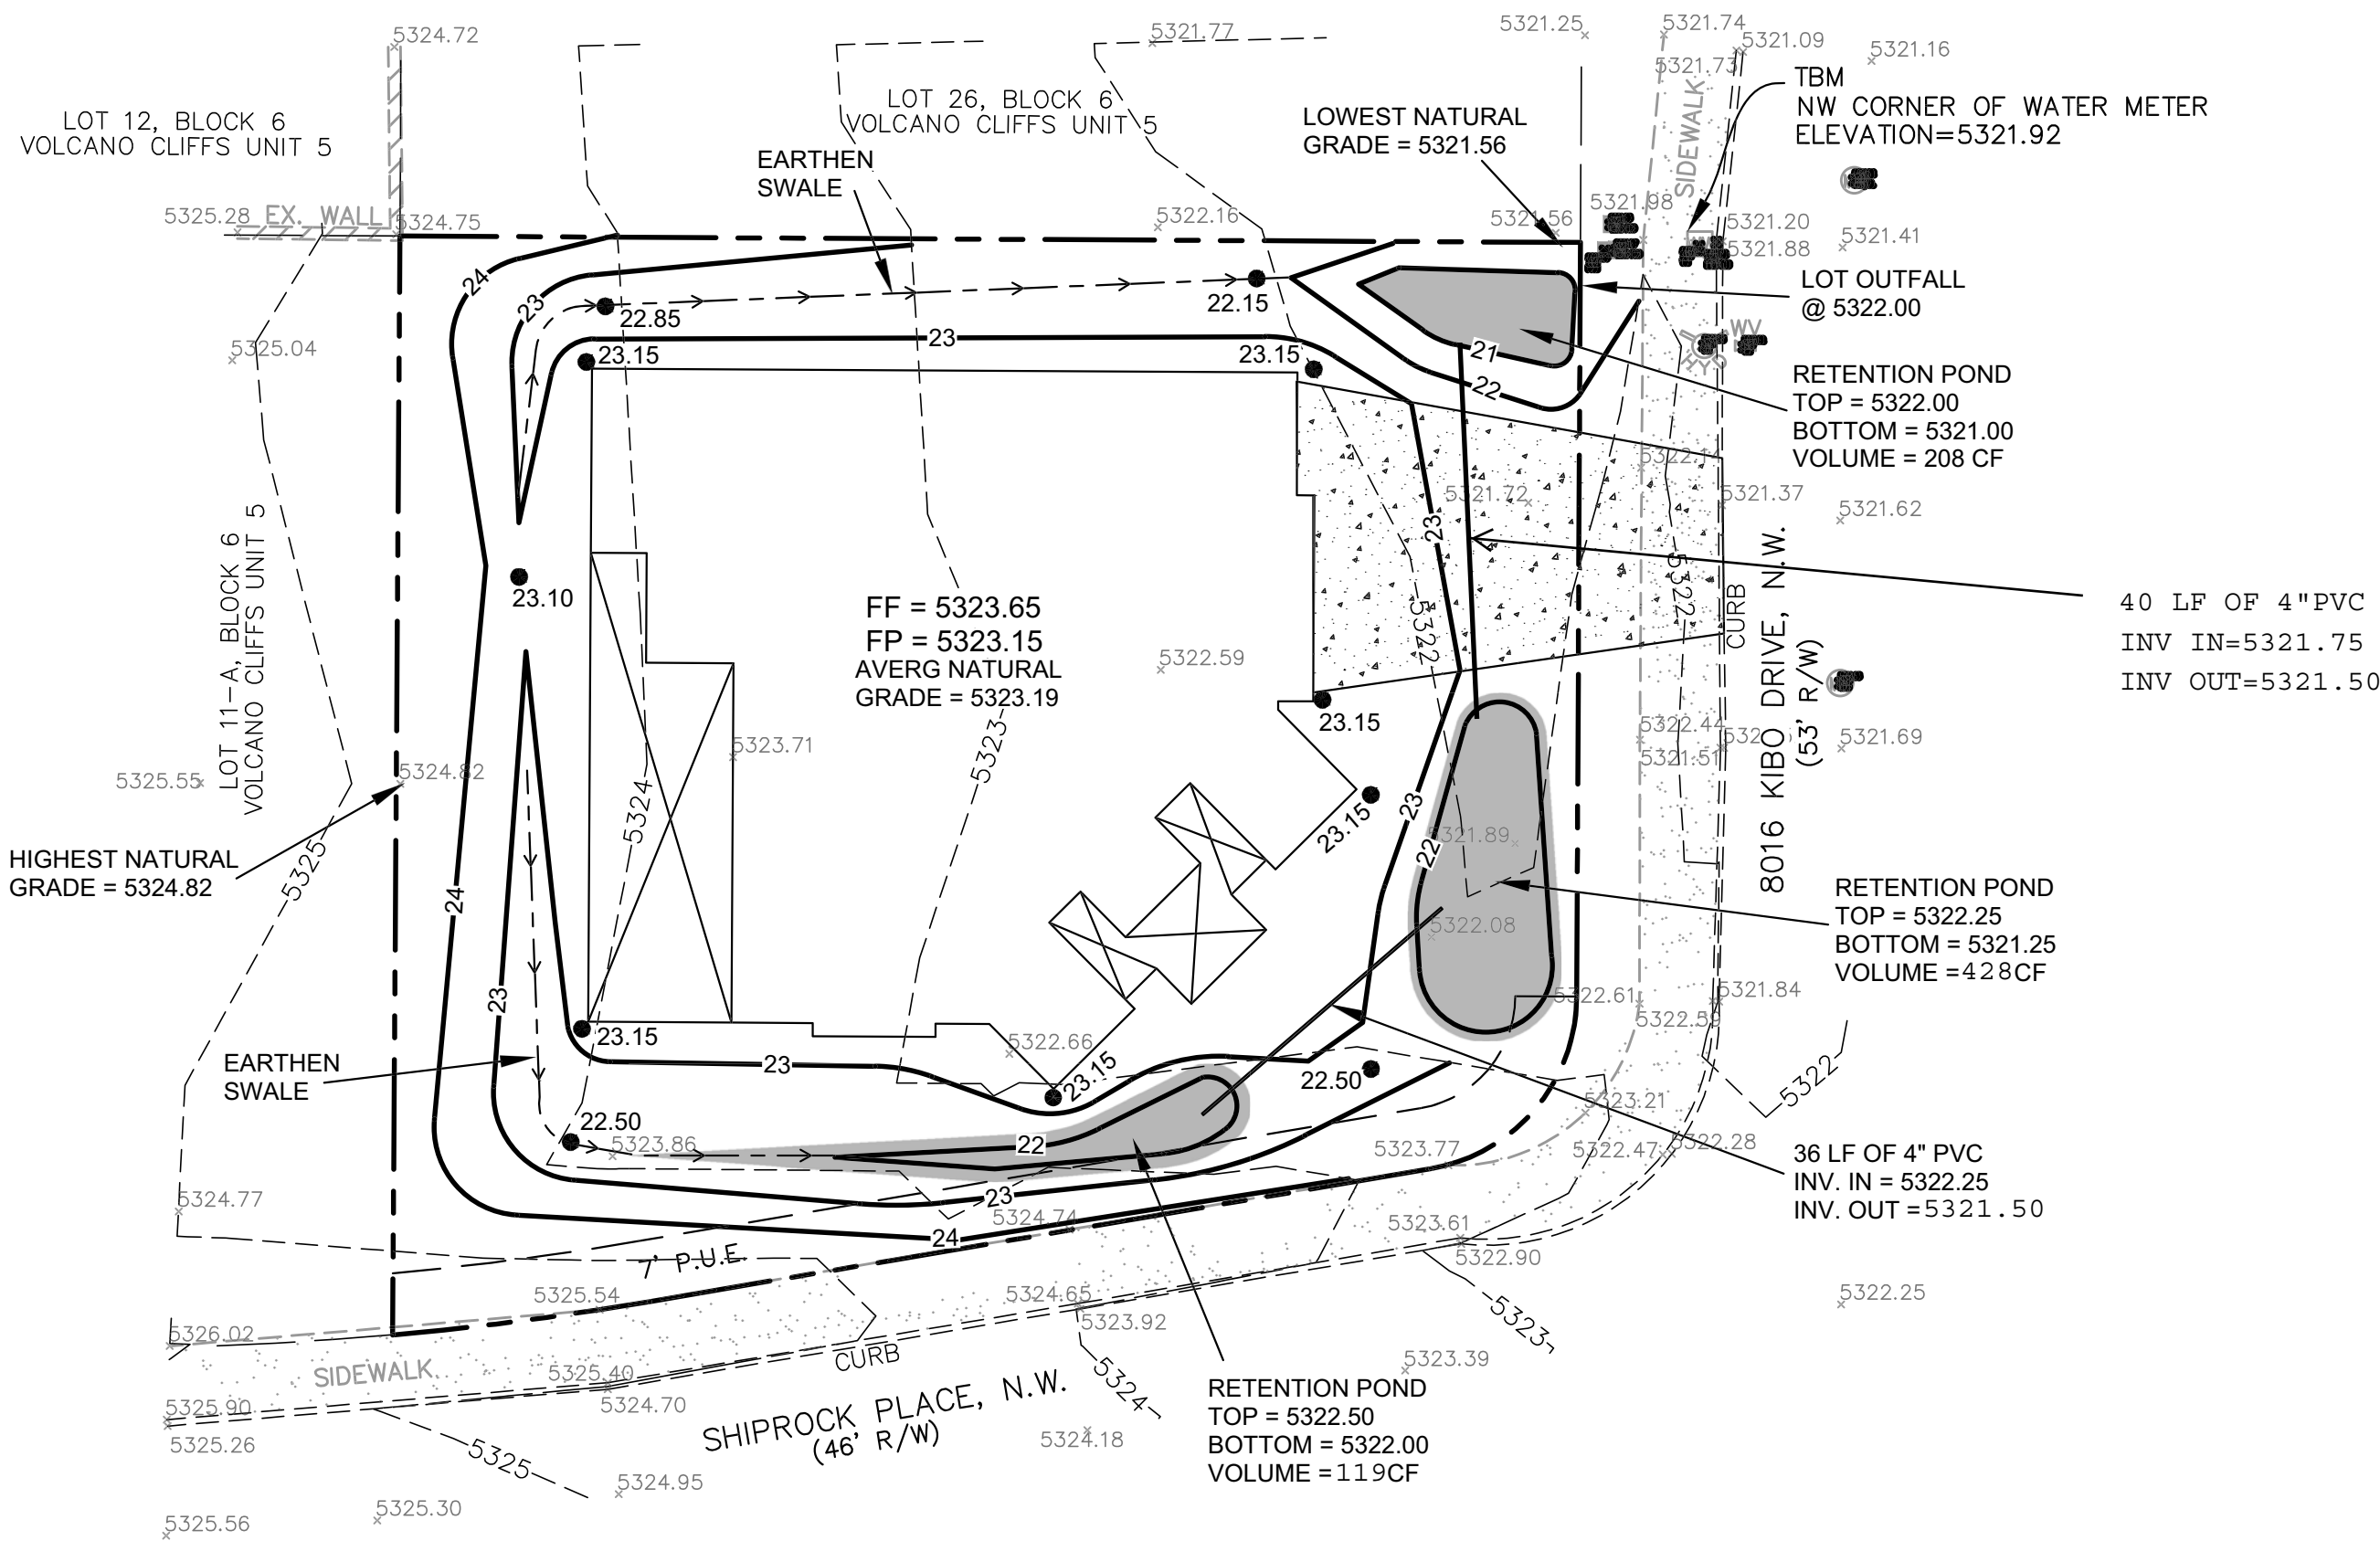 5324.72
5321.77
5321.25
5321.74
5321.09
5321.16
5321.73
TBM
NW CORNER OF WATER METER
ELEVATION=5321.92
LOT 12, BLOCK 6
VOLCANO CLIFFS UNIT 5
LOT 26, BLOCK 6
VOLCANO CLIFFS UNIT 5
LOWEST NATURAL
GRADE = 5321.56
SIDEWALK
EARTHEN
SWALE
5325.28
EX. WALL
5324.75
5322.16
5321.56
5321.98
5321.20
5321.88
5321.41
LOT OUTFALL
@ 5322.00
24
23
22.85
22.15
23.15
23
23.15
5325.04
21
22
WV
HYD
RETENTION POND
TOP = 5322.00
BOTTOM = 5321.00
VOLUME = 208 CF
5322.14
5321.72
5321.37
5321.62
23
LOT 11-A, BLOCK 6
VOLCANO CLIFFS UNIT 5
23.10
FF = 5323.65
FP = 5323.15
AVERG NATURAL
GRADE = 5323.19
5322.59
5322
5322
CURB
8016 KIBO DRIVE, N.W.
(53' R/W)
40 LF OF 4"PVC
INV IN=5321.75
INV OUT=5321.50
23.15
5323.71
5323
5322.44
5321.51
5321.69
5325.55
5324.82
5324
23.15
23
22
5321.89
HIGHEST NATURAL
GRADE = 5324.82
5325
24
5322.08
RETENTION POND
TOP = 5322.25
BOTTOM = 5321.25
VOLUME =428CF
23
5322.61
5321.84
5322.59
23.15
5322.66
EARTHEN
SWALE
23
23.15
22.50
5322
5323.21
22.50
5323.86
22
5323.77
5322.47
5322.28
36 LF OF 4" PVC
INV. IN = 5322.25
INV. OUT =5321.50
5324.77
23
5324.74
24
5323.61
5322.90
7' P.U.E.
5325.54
5324.65
5323.92
5322.25
5323
5326.02
SIDEWALK
5325.40
5324.70
CURB
5324
5323.39
5325.90
5325.26
SHIPROCK PLACE, N.W.
(46' R/W)
5324.18
RETENTION POND
TOP = 5322.50
BOTTOM = 5322.00
VOLUME =119CF
5325
5324.95
5325.30
5325.56